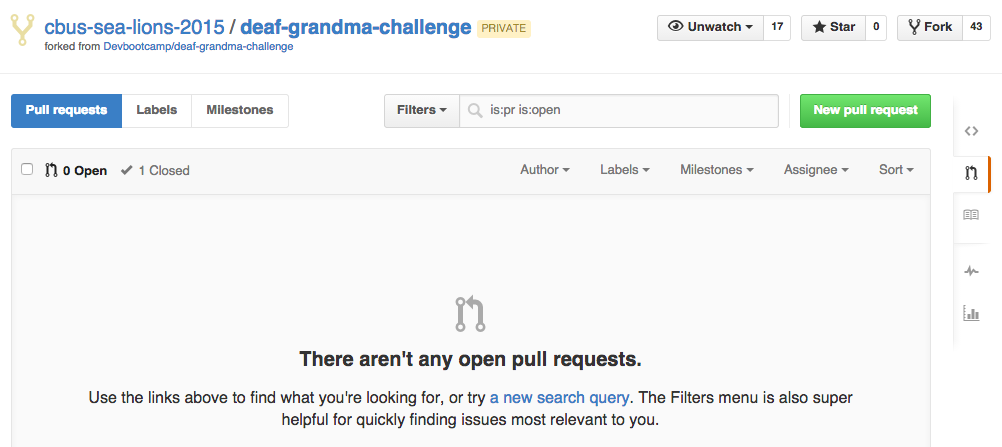 cbus-sea-lions-2015 / deaf-grandma-challenge PRIVATE
forked from Devbootcamp/deaf-grandma-challenge
Unwatch 17 Star 0 Fork 43
Pull requests Labels Milestones Filters is:pr is:open New pull request
0 Open 1 Closed Author Labels Milestones Assignee Sort
There aren't any open pull requests.
Use the links above to find what you're looking for, or try a new search query. The Filters menu is also super
helpful for quickly finding issues most relevant to you.